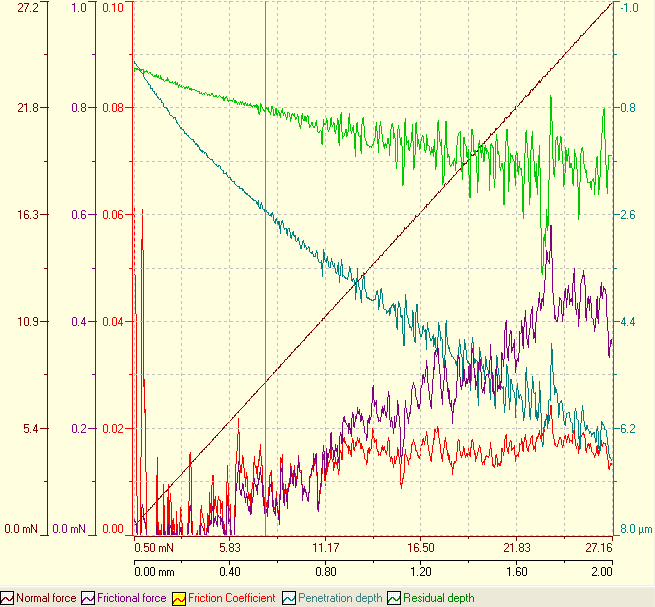 27.2 1.0 0.10 -1.0
21.8 0.8 0.08 0.8
16.3 0.6 0.06 2.6
10.9 0.4 0.04 4.4
5.4 0.2 0.02 6.2
0.0 mN 0.0 mN 0.00 8.0 µm
0.50 mN 5.83 11.17 16.50 21.83 27.16
0.00 mm 0.40 0.80 1.20 1.60 2.00
Normal force Frictional force Friction Coefficient Penetration depth Residual depth